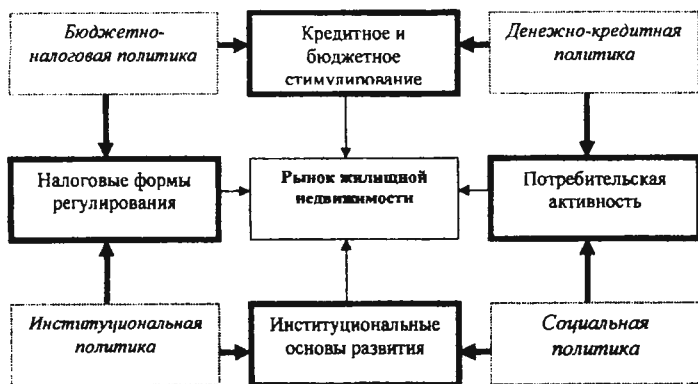 Бюджетно-
налоговая политика
Кредитное и
бюджетное
стимулирование
Денежно-кредитная
политика
Налоговые формы
регулирования
Рынок жилищной
недвижимости
Потребительская
активность
Институциональная
политика
Институциональные
основы развития
Социальная
политика